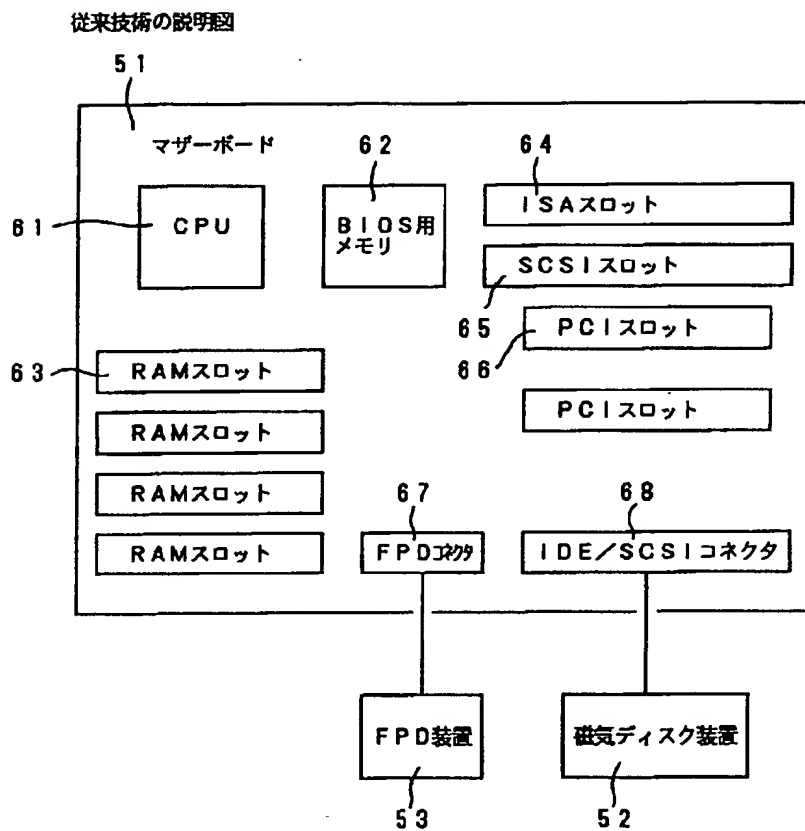 従来技術の説明図
51
マザーボード
62
64
61
CPU
BIOS用
メモリ
ISAスロット
SCSIスロット
65
PCIスロット
66
63
RAMスロット
PCIスロット
RAMスロット
RAMスロット
67
68
RAMスロット
FPDコネクタ
IDE/SCSIコネクタ
FPD装置
磁気ディスク装置
53
52